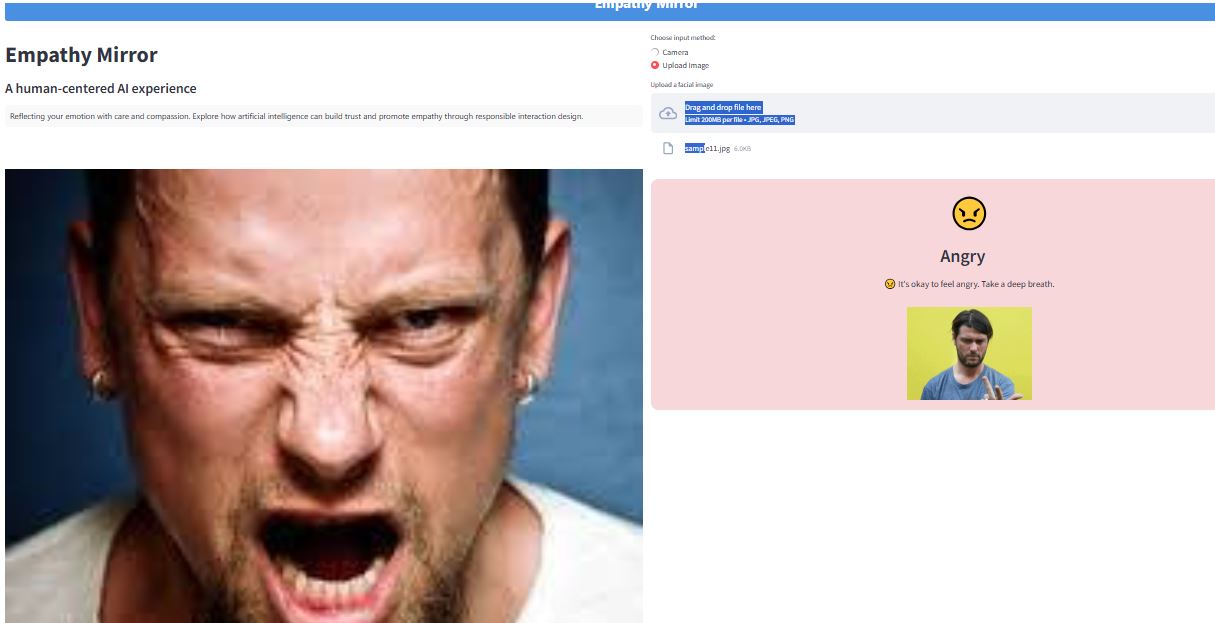 Empathy Mirror
Empathy Mirror
A human-centered AI experience
Reflecting your emotion with care and compassion. Explore how artificial intelligence can build trust and promote empathy through responsible interaction design.
Choose input method:
Camera
Upload Image
Upload a facial image
Drag and drop file here
Limit 200MB per file • JPG, JPEG, PNG
sample11.jpg 6.0KB
Angry
😠 It's okay to feel angry. Take a deep breath.